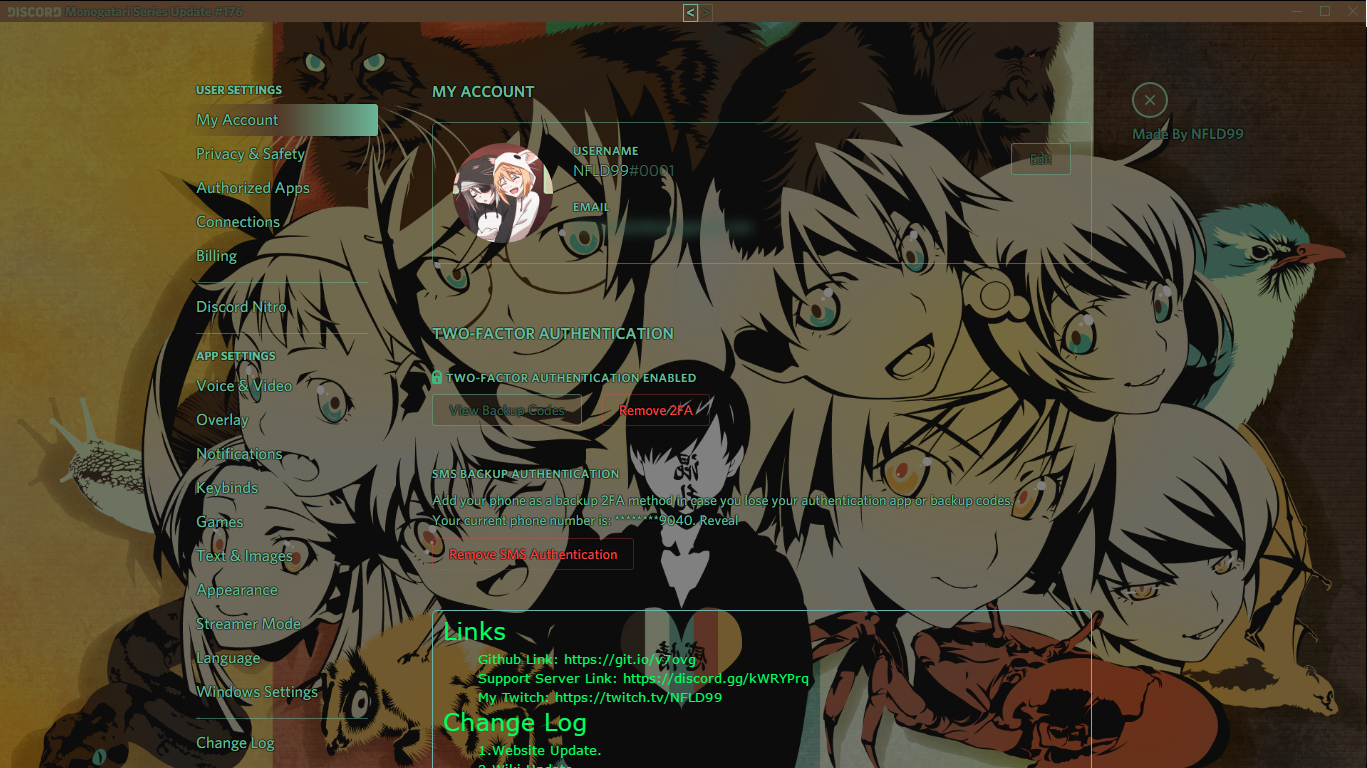 DISCORD Monogatari Series Update #176
< >
USER SETTINGS
My Account
Privacy & Safety
Authorized Apps
Connections
Billing
Discord Nitro
APP SETTINGS
Voice & Video
Overlay
Notifications
Keybinds
Games
Text & Images
Appearance
Streamer Mode
Language
Windows Settings
Change Log
MY ACCOUNT
USERNAME
NFLD99#0001
Edit
EMAIL
TWO-FACTOR AUTHENTICATION
TWO-FACTOR AUTHENTICATION ENABLED
View Backup Codes
Remove 2FA
SMS BACKUP AUTHENTICATION
Add your phone as a backup 2FA method in case you lose your authentication app or backup codes.
Your current phone number is: ********9040. Reveal
Remove SMS Authentication
Links
Github Link: https://git.io/v7ovg
Support Server Link: https://discord.gg/kWRYPrq
My Twitch: https://twitch.tv/NFLD99
Change Log
1.Website Update.
2.Wiki Update.
Made By NFLD99